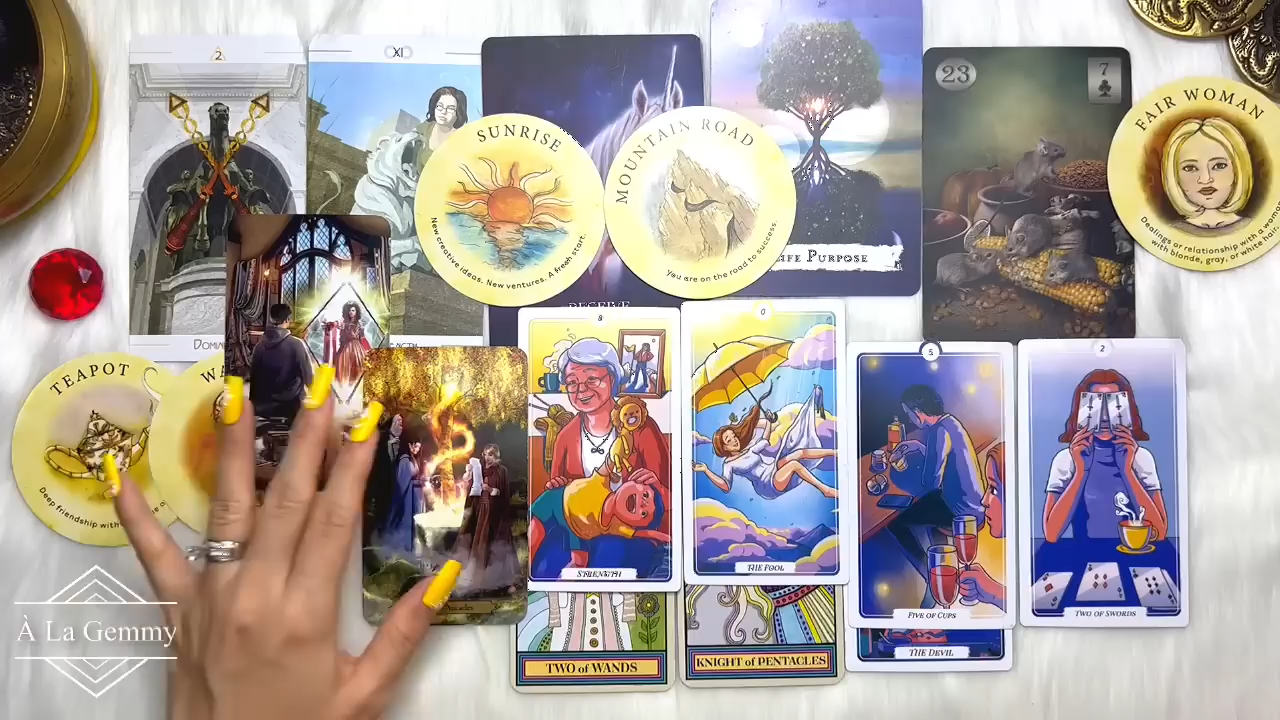 2
XI
SUNRISE
New creative ideas. New ventures. A fresh start.
MOUNTAIN ROAD
You are on the road to success.
LIFE PURPOSE
23
7
FAIR WOMAN
Dealings or relationship with a woman
with blonde, gray, or white hair.
TEAPOT
Deep friendship with
8
STRENGTH
0
THE FOOL
5
FIVE OF CUPS
2
TWO OF SWORDS
TWO of WANDS
KNIGHT of PENTACLES
THE DEVIL
À LA GEMMY